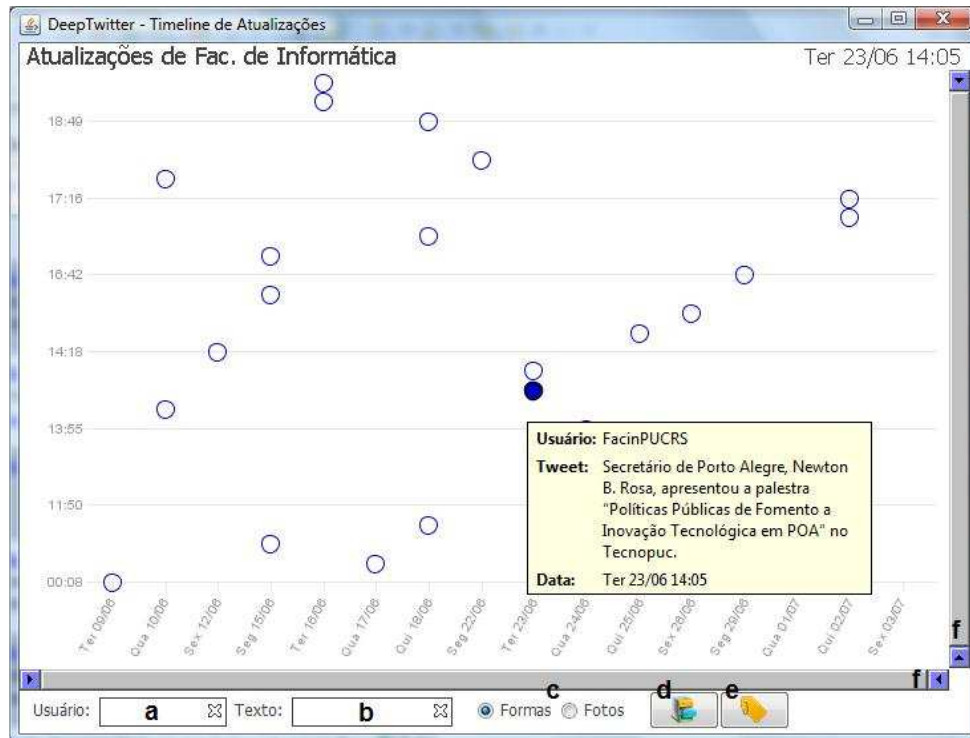 DeepTwitter - Timeline de Atualizações
Atualizações de Fac. de Informática
Ter 23/06 14:05
18:49
17:16
16:42
14:18
13:55
11:50
00:08
Usuário: FacinPUCRS
Tweet: Secretário de Porto Alegre, Newton
B. Rosa, apresentou a palestra
"Políticas Públicas de Fomento a
Inovação Tecnológica em POA" no
Tecnopuc.
Data: Ter 23/06 14:05
Ter 09/06
Qua 10/06
Sex 12/06
Seg 15/06
Ter 16/06
Qua 17/06
Qui 18/06
Seg 22/06
Ter 23/06
Qua 24/06
Qui 25/06
Sex 26/06
Seg 29/06
Qua 01/07
Qui 02/07
Sex 03/07
f
f
c
d
e
Usuário: a Texto: b Formas Fotos